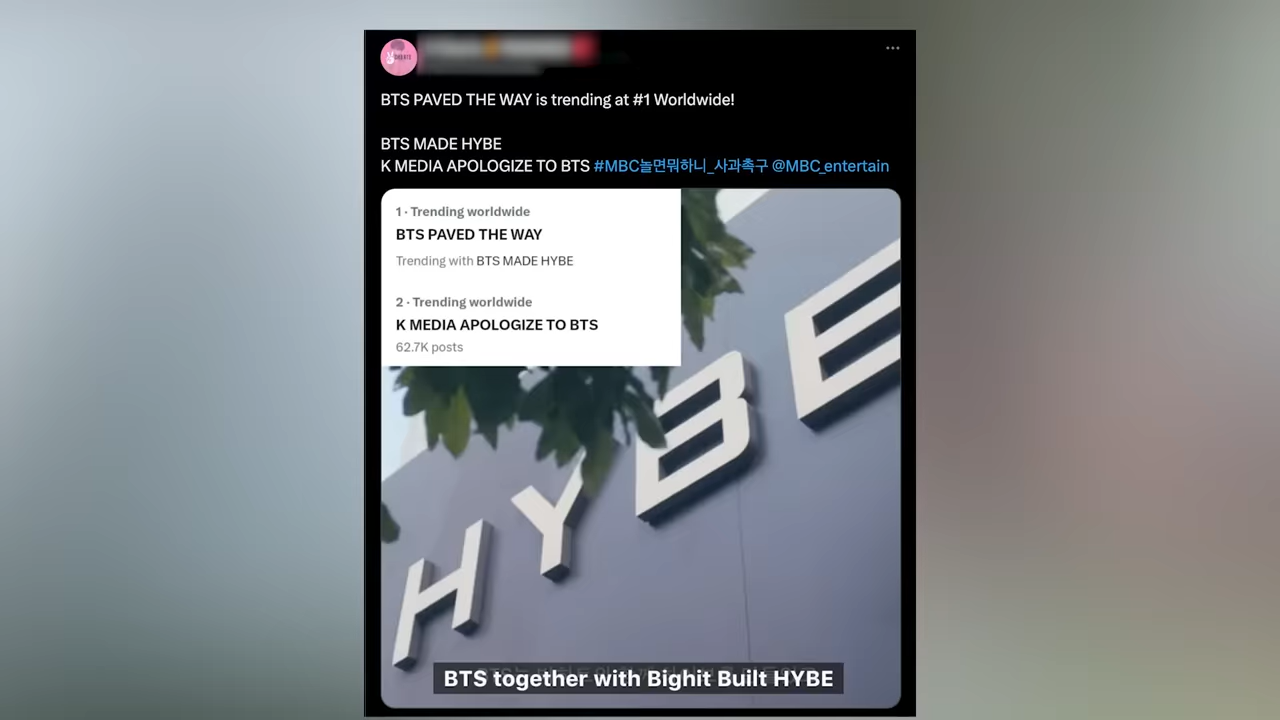 BTS PAVED THE WAY is trending at #1 Worldwide!
BTS MADE HYBE
K MEDIA APOLOGIZE TO BTS #MBC놀면뭐하니_사과촉구 @MBC_entertain
1 · Trending worldwide
BTS PAVED THE WAY
Trending with BTS MADE HYBE
2 · Trending worldwide
K MEDIA APOLOGIZE TO BTS
62.7K posts
HYBE
BTS together with Bighit Built HYBE